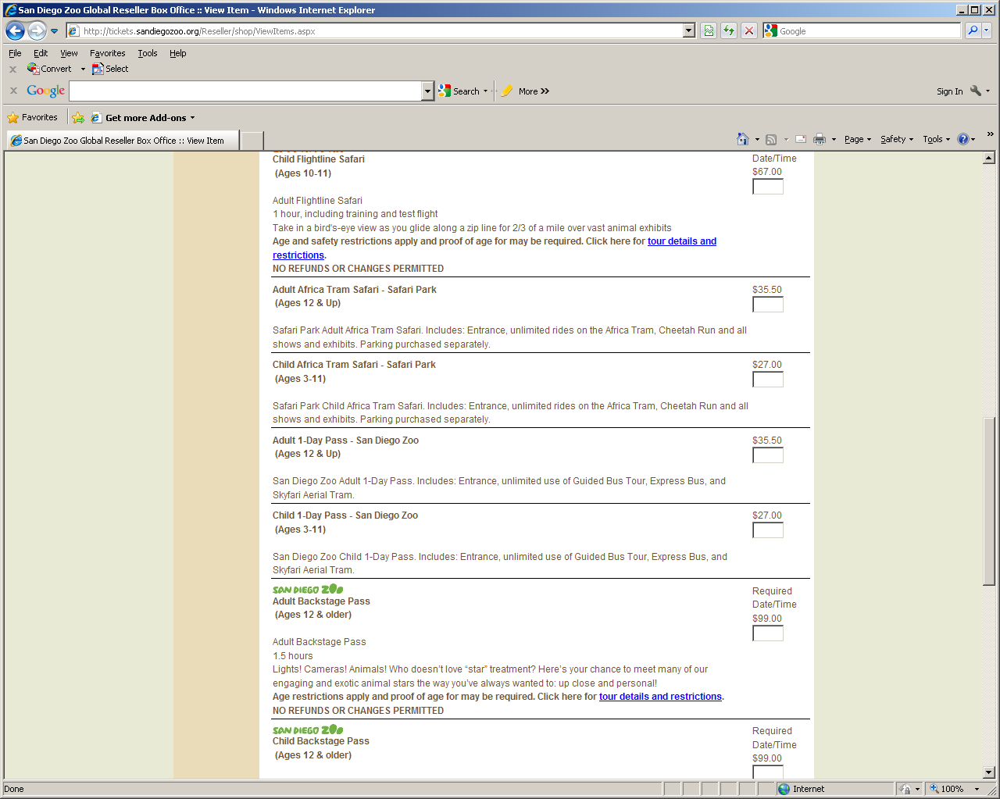 San Diego Zoo Global Reseller Box Office :: View Item - Windows Internet Explorer
http://tickets.sandiegozoo.org/Reseller/shop/ViewItems.aspx
Google
File Edit View Favorites Tools Help
x Convert Select
x Google Search More »
Sign In
Favorites Get more Add-ons
San Diego Zoo Global Reseller Box Office :: View Item
Page Safety Tools »
Child Flightline Safari
(Ages 10-11)
Date/Time
$67.00
Adult Flightline Safari
1 hour, including training and test flight
Take in a bird's-eye view as you glide along a zip line for 2/3 of a mile over vast animal exhibits
Age and safety restrictions apply and proof of age for may be required. Click here for tour details and
restrictions.
NO REFUNDS OR CHANGES PERMITTED
Adult Africa Tram Safari - Safari Park
(Ages 12 & Up)
$35.50
Safari Park Adult Africa Tram Safari. Includes: Entrance, unlimited rides on the Africa Tram, Cheetah Run and all
shows and exhibits. Parking purchased separately.
Child Africa Tram Safari - Safari Park
(Ages 3-11)
$27.00
Safari Park Child Africa Tram Safari. Includes: Entrance, unlimited rides on the Africa Tram, Cheetah Run and all
shows and exhibits. Parking purchased separately.
Adult 1-Day Pass - San Diego Zoo
(Ages 12 & Up)
$35.50
San Diego Zoo Adult 1-Day Pass. Includes: Entrance, unlimited use of Guided Bus Tour, Express Bus, and
Skyfari Aerial Tram.
Child 1-Day Pass - San Diego Zoo
(Ages 3-11)
$27.00
San Diego Zoo Child 1-Day Pass. Includes: Entrance, unlimited use of Guided Bus Tour, Express Bus, and
Skyfari Aerial Tram.
SAN DIEGO ZOO
Adult Backstage Pass
(Ages 12 & older)
Required
Date/Time
$99.00
Adult Backstage Pass
1.5 hours
Lights! Cameras! Animals! Who doesn't love “star” treatment? Here's your chance to meet many of our
engaging and exotic animal stars the way you've always wanted to: up close and personal!
Age restrictions apply and proof of age for may be required. Click here for tour details and restrictions.
NO REFUNDS OR CHANGES PERMITTED
SAN DIEGO ZOO
Child Backstage Pass
(Ages 12 & older)
Required
Date/Time
$99.00
Done Internet 100%